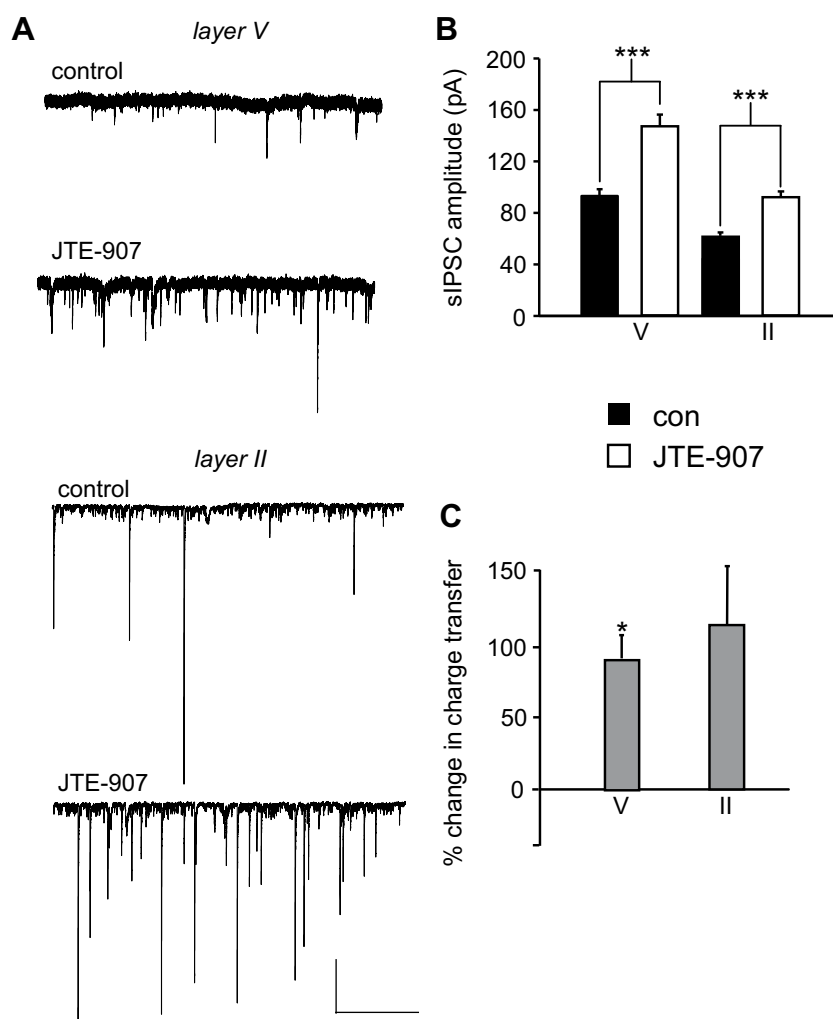 A
layer V
control
JTE-907
layer II
control
JTE-907
B
sIPSC amplitude (pA)
200
160
120
80
40
0
***
***
V
II
con
JTE-907
C
% change in charge transfer
150
100
50
0
*
V
II